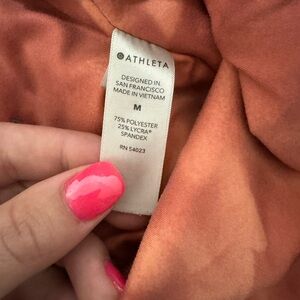 ATHLETA
DESIGNED IN
SAN FRANCISCO
MADE IN VIETNAM
M
75% POLYESTER
25% LYCRA®
SPANDEX
RN 54023